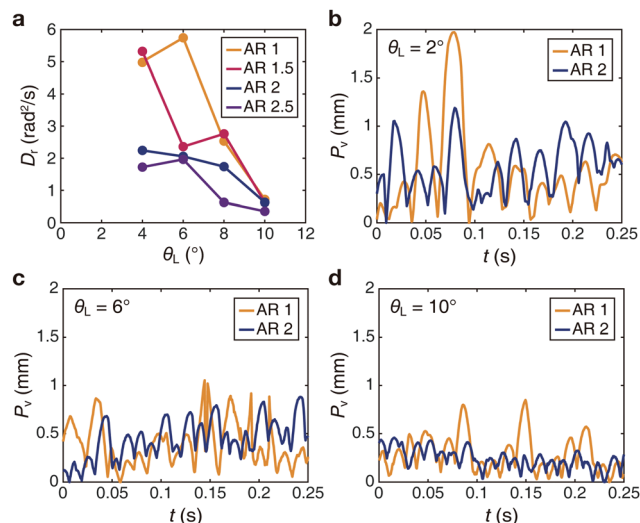 a
6
5
4
3
2
1
0
0 2 4 6 8 10 12
Dr (rad²/s)
θL (°)
AR 1
AR 1.5
AR 2
AR 2.5
b
θL = 2°
2
1.5
1
0.5
0
0 0.05 0.10 0.15 0.20 0.25
Pv (mm)
t (s)
AR 1
AR 2
c
θL = 6°
2
1.5
1
0.5
0
0 0.05 0.1 0.15 0.20 0.25
Pv (mm)
t (s)
AR 1
AR 2
d
θL = 10°
2
1.5
1
0.5
0
0 0.05 0.10 0.15 0.20 0.25
Pv (mm)
t (s)
AR 1
AR 2